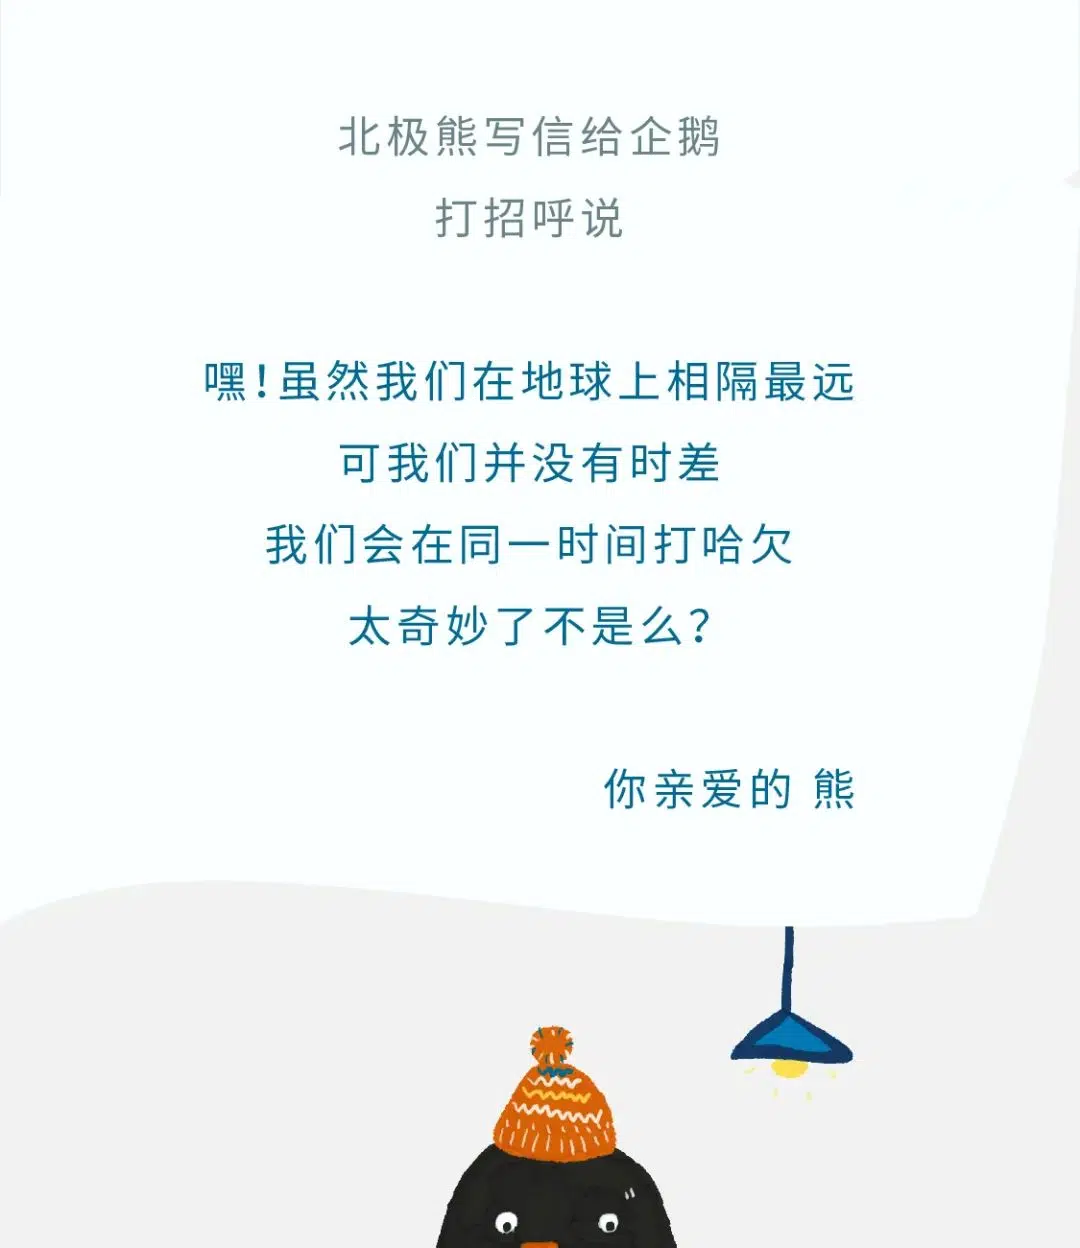 北极熊写信给企鹅
打招呼说
嘿！虽然我们在地球上相隔最远
可我们并没有时差
我们会在同一时间打哈欠
太奇妙了不是么？
你亲爱的 熊